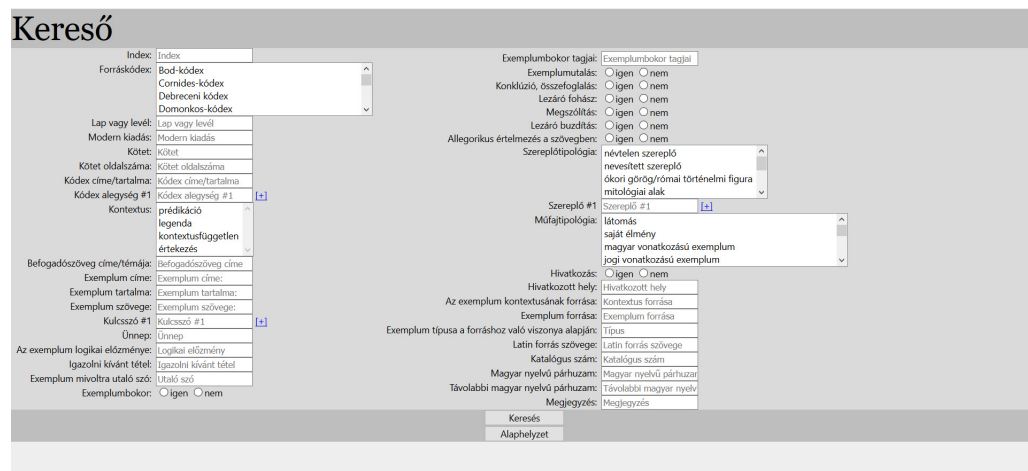 Kereső
Index: Index
Forráskódex: Bod-kódex
Cornides-kódex
Debreceni kódex
Domonkos-kódex
Lap vagy levél: Lap vagy levél
Modern kiadás: Modern kiadás
Kötet: Kötet
Kötet oldalszáma: Kötet oldalszáma
Kódex címe/tartalma: Kódex címe/tartalma
Kódex alegység #1 Kódex alegység #1 [+]
Kontextus: prédikáció
legenda
kontextusfüggetlen
értekezés
Befogadószöveg címe/témája: Befogadószöveg címe
Exemplum címe: Exemplum címe:
Exemplum tartalma: Exemplum tartalma:
Exemplum szövege: Exemplum szövege:
Kulcsszó #1 Kulcsszó #1 [+]
Ünnep: Ünnep
Az exemplum logikai előzménye: Logikai előzmény
Igazolni kívánt tétel: Igazolni kívánt tétel
Exemplum mivoltra utaló szó: Utaló szó
Exemplumbokor: igen nem
Exemplumbokor tagjai: Exemplumbokor tagjai
Exemplumutalás: igen nem
Konklúzió, összefoglalás: igen nem
Lezáró fohász: igen nem
Megszólítás: igen nem
Lezáró buzdítás: igen nem
Allegorikus értelmezés a szövegben: igen nem
Szereplőtipológia: névtelen szereplő
nevesített szereplő
ókori görög/római történelmi figura
mitológiai alak
Szereplő #1 Szereplő #1 [+]
Műfajtipológia: látomás
saját élmény
magyar vonatkozású exemplum
jogi vonatkozású exemplum
Hivatkozás: igen nem
Hivatkozott hely: Hivatkozott hely
Az exemplum kontextusának forrása: Kontextus forrása
Exemplum forrása: Exemplum forrása
Exemplum típusa a forráshoz való viszonya alapján: Típus
Latin forrás szövege: Latin forrás szövege
Katalógus szám: Katalógus szám
Magyar nyelvű párhuzam: Magyar nyelvű párhuzar
Távolabbi magyar nyelvű párhuzam: Távolabbi magyar nyelv
Megjegyzés: Megjegyzés
Keresés
Alaphelyzet